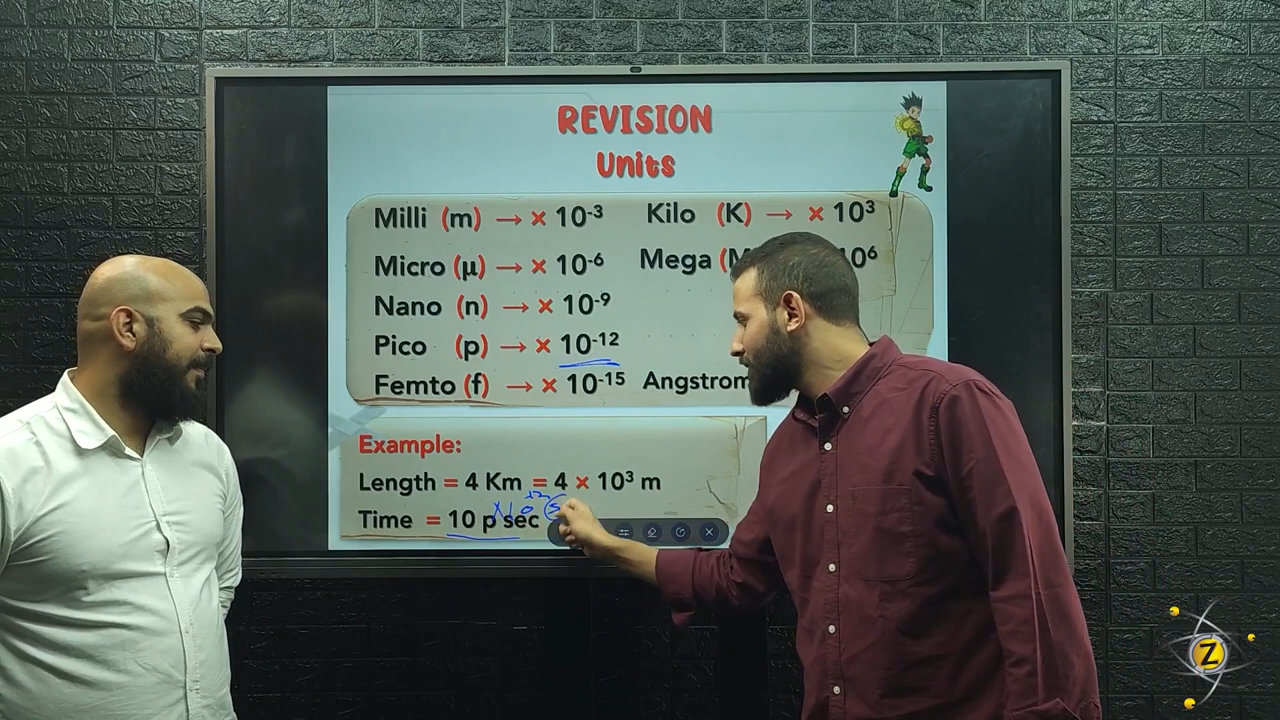 REVISION
Units
Milli (m) → × 10⁻³ Kilo (K) → × 10³
Micro (μ) → × 10⁻⁶ Mega (M 10⁶
Nano (n) → × 10⁻⁹
Pico (p) → × 10⁻¹²
Femto (f) → × 10⁻¹⁵ Angstrom
Example:
Length = 4 Km = 4 × 10³ m
Time = 10 p sec
Z